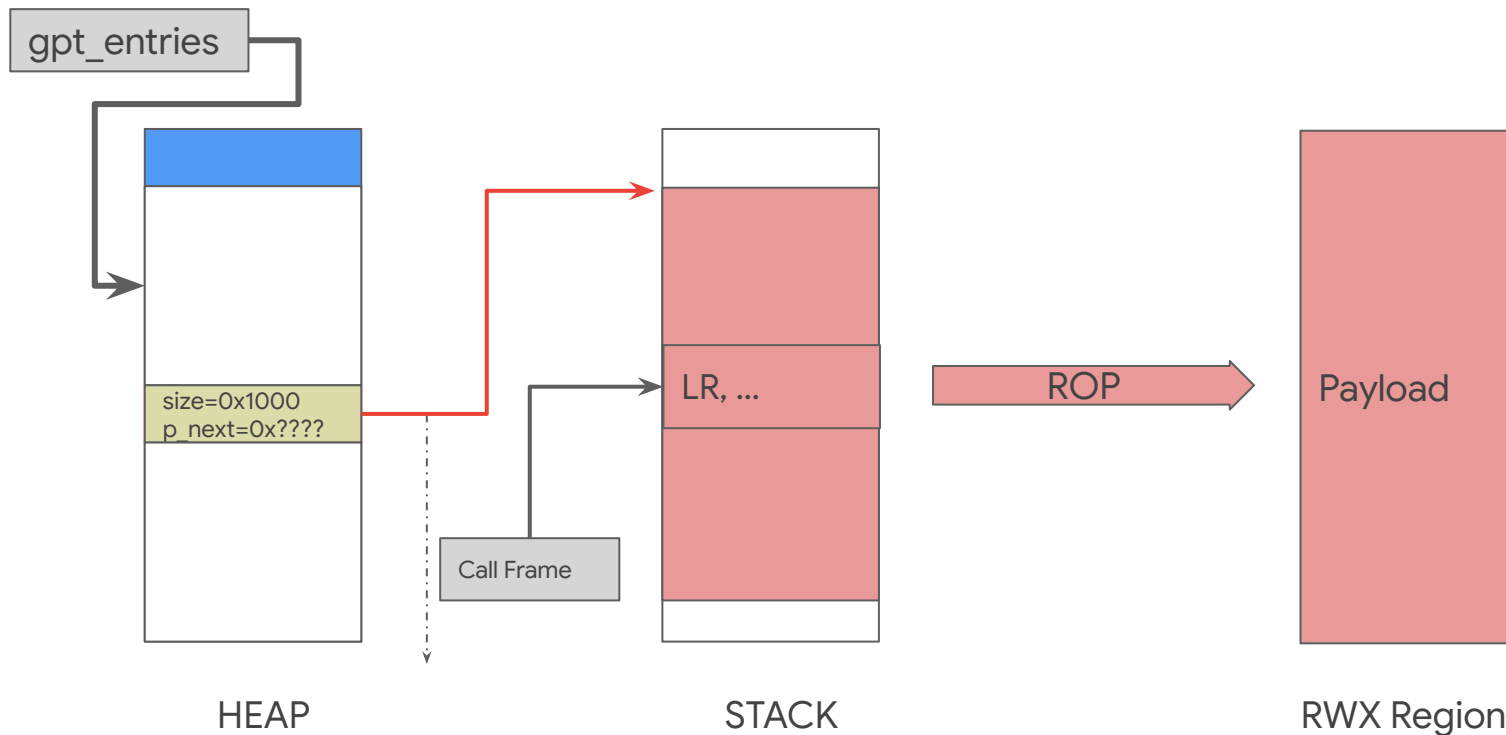 gpt_entries
size=0x1000
p_next=0x????
LR, ...
ROP
Payload
Call Frame
HEAP
STACK
RWX Region